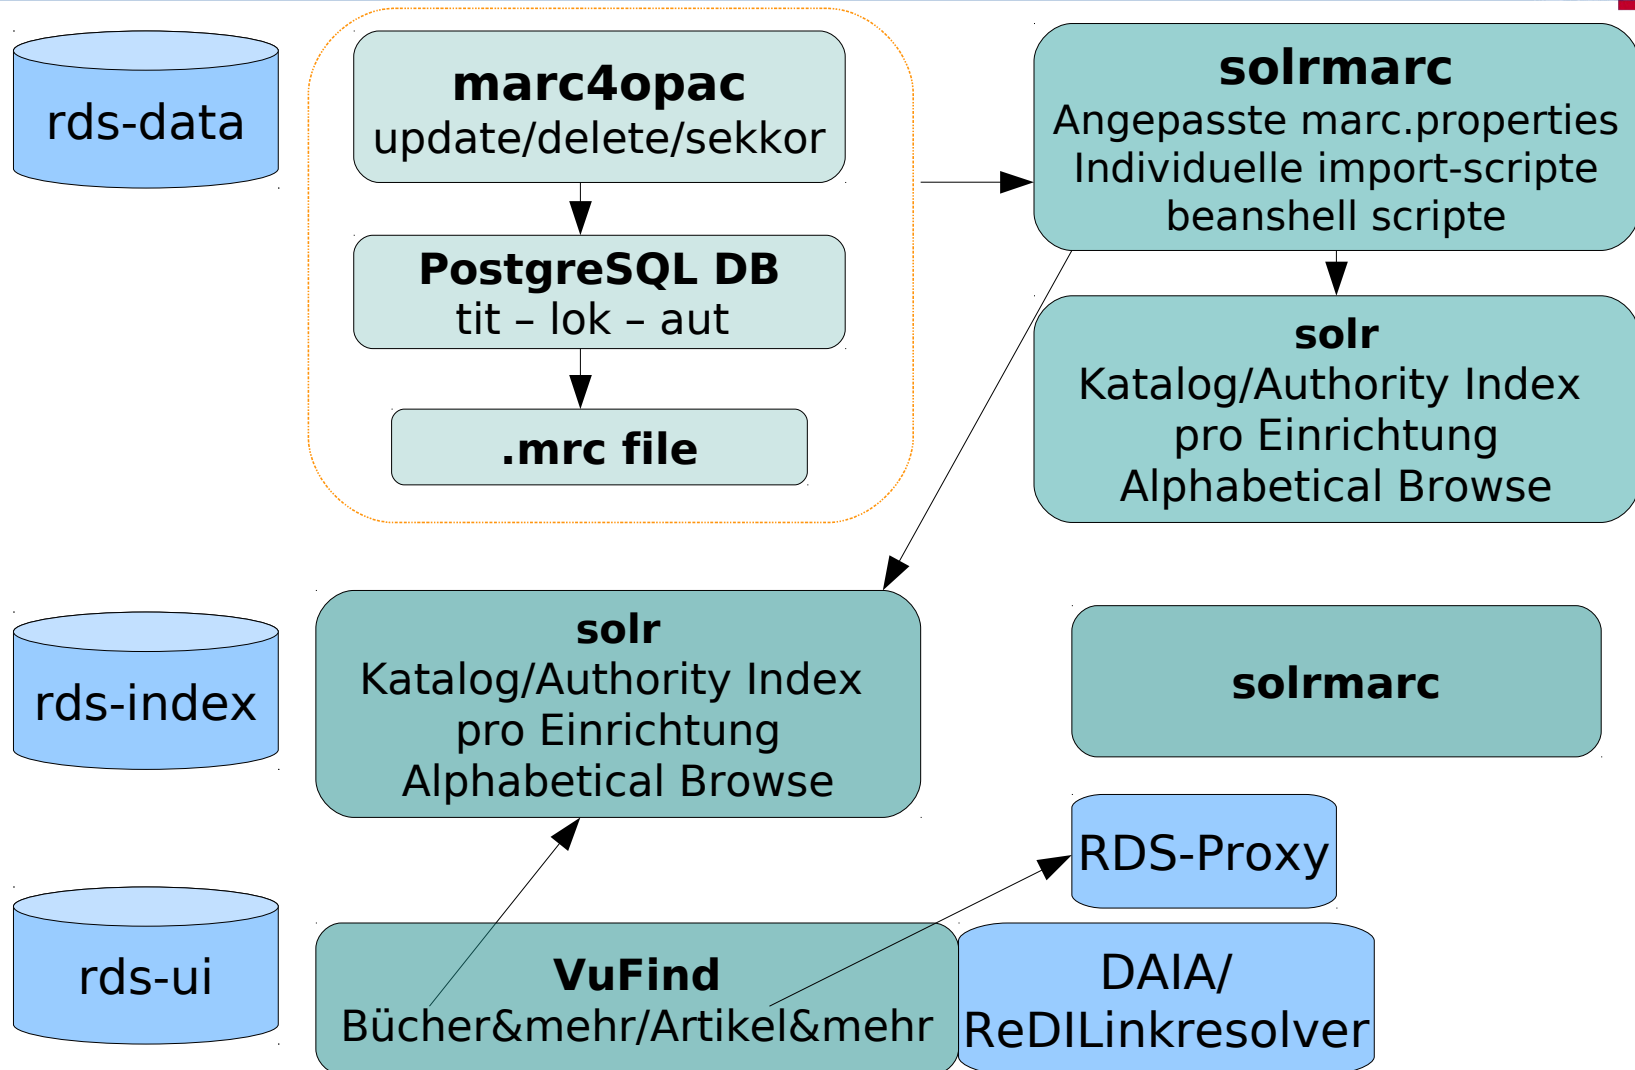 rds-data
marc4opac
update/delete/sekkor
PostgreSQL DB
tit – lok – aut
.mrc file
solrmarc
Angepasste marc.properties
Individuelle import-scripte
beanshell scripte
solr
Katalog/Authority Index
pro Einrichtung
Alphabetical Browse
rds-index
solr
Katalog/Authority Index
pro Einrichtung
Alphabetical Browse
solrmarc
rds-ui
VuFind
Bücher&mehr/Artikel&mehr
RDS-Proxy
DAIA/
ReDILinkresolver